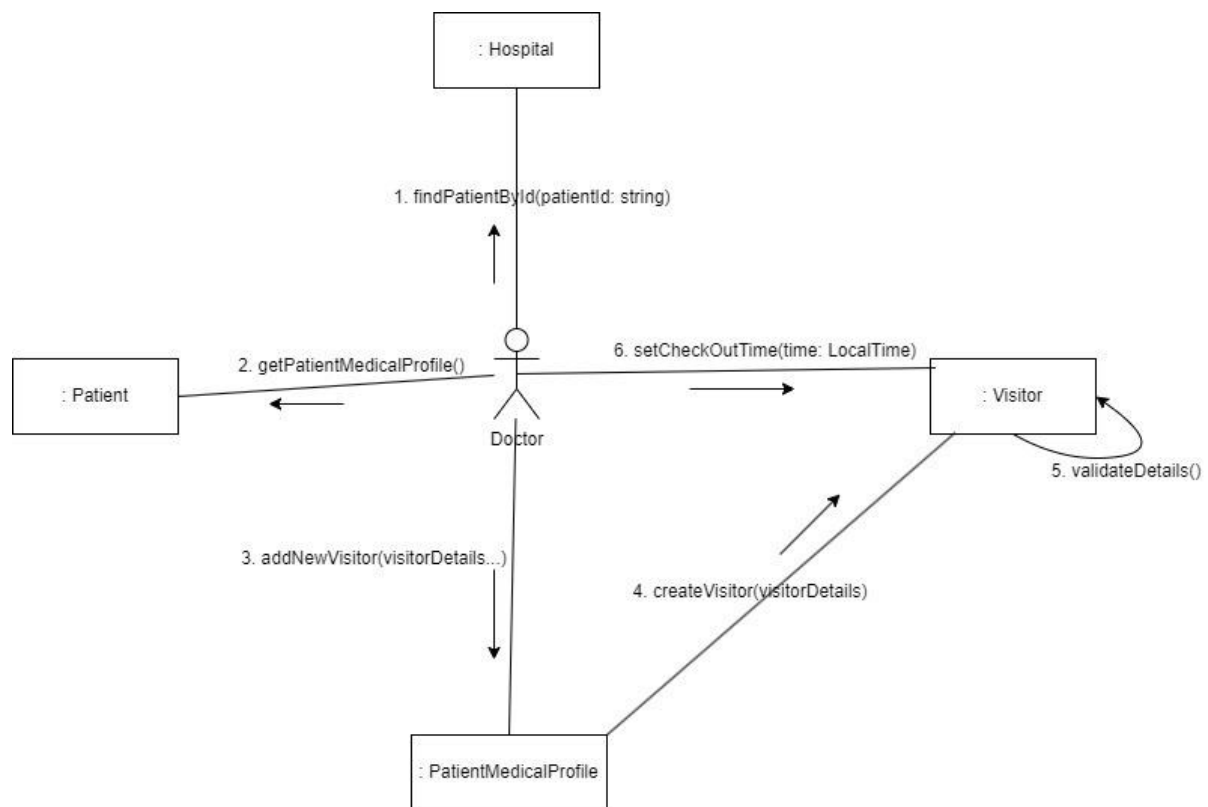 : Hospital
1. findPatientById(patientId: string)
2. getPatientMedicalProfile()
6. setCheckOutTime(time: LocalTime)
: Patient
: Visitor
Doctor
5. validateDetails()
3. addNewVisitor(visitorDetails...)
4. createVisitor(visitorDetails)
: PatientMedicalProfile